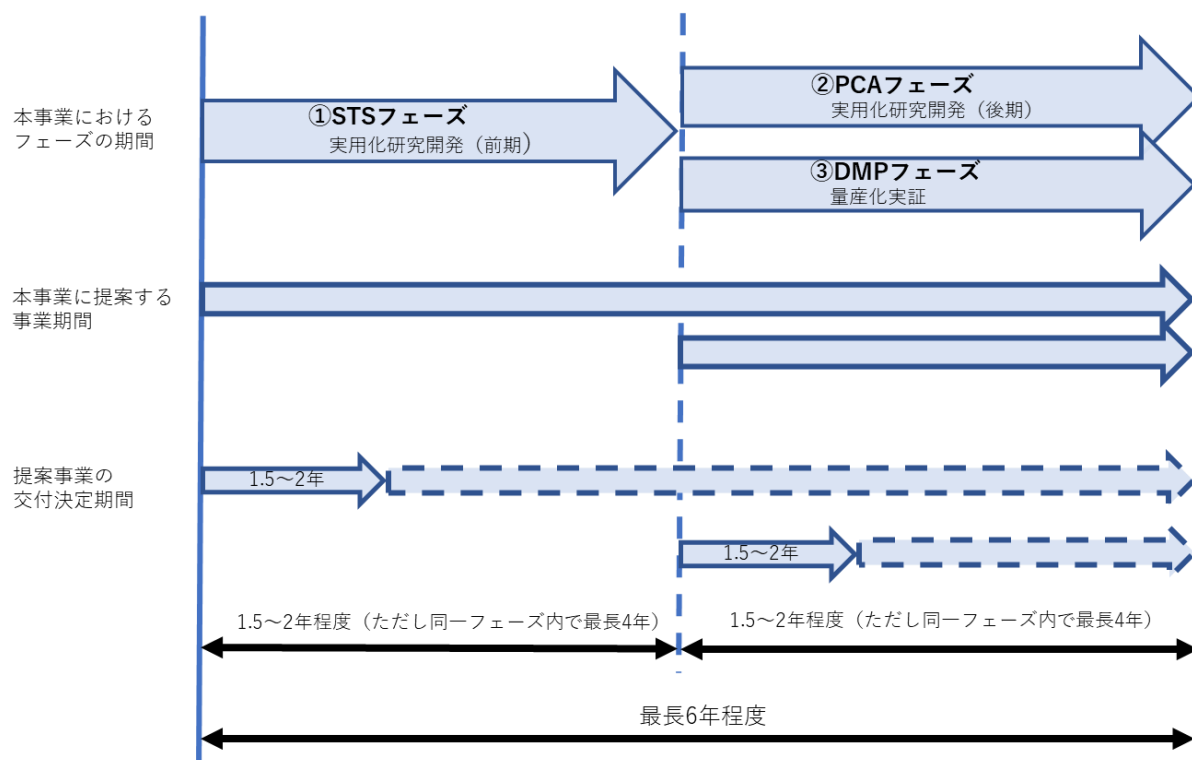 本事業における
フェーズの期間
①STSフェーズ
実用化研究開発（前期）
②PCAフェーズ
実用化研究開発（後期）
③DMPフェーズ
量産化実証
本事業に提案する
事業期間
提案事業の
交付決定期間
1.5～2年
1.5～2年
1.5～2年程度（ただし同一フェーズ内で最長4年）
1.5～2年程度（ただし同一フェーズ内で最長4年）
最長6年程度